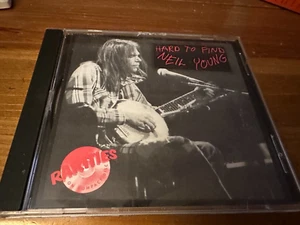 HARD TO FIND
NEIL YOUNG
RARITIES